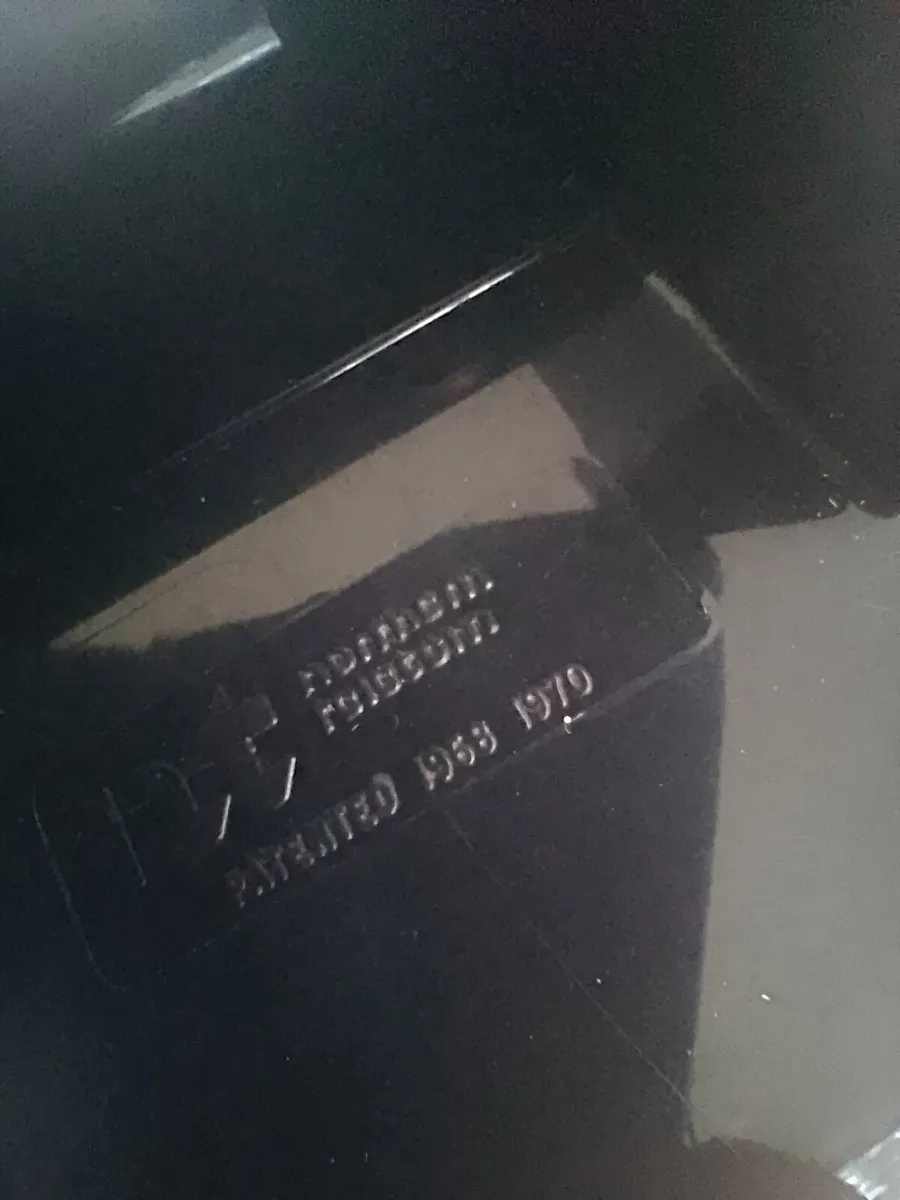 northern
telecom
PATENTED 1968 1970